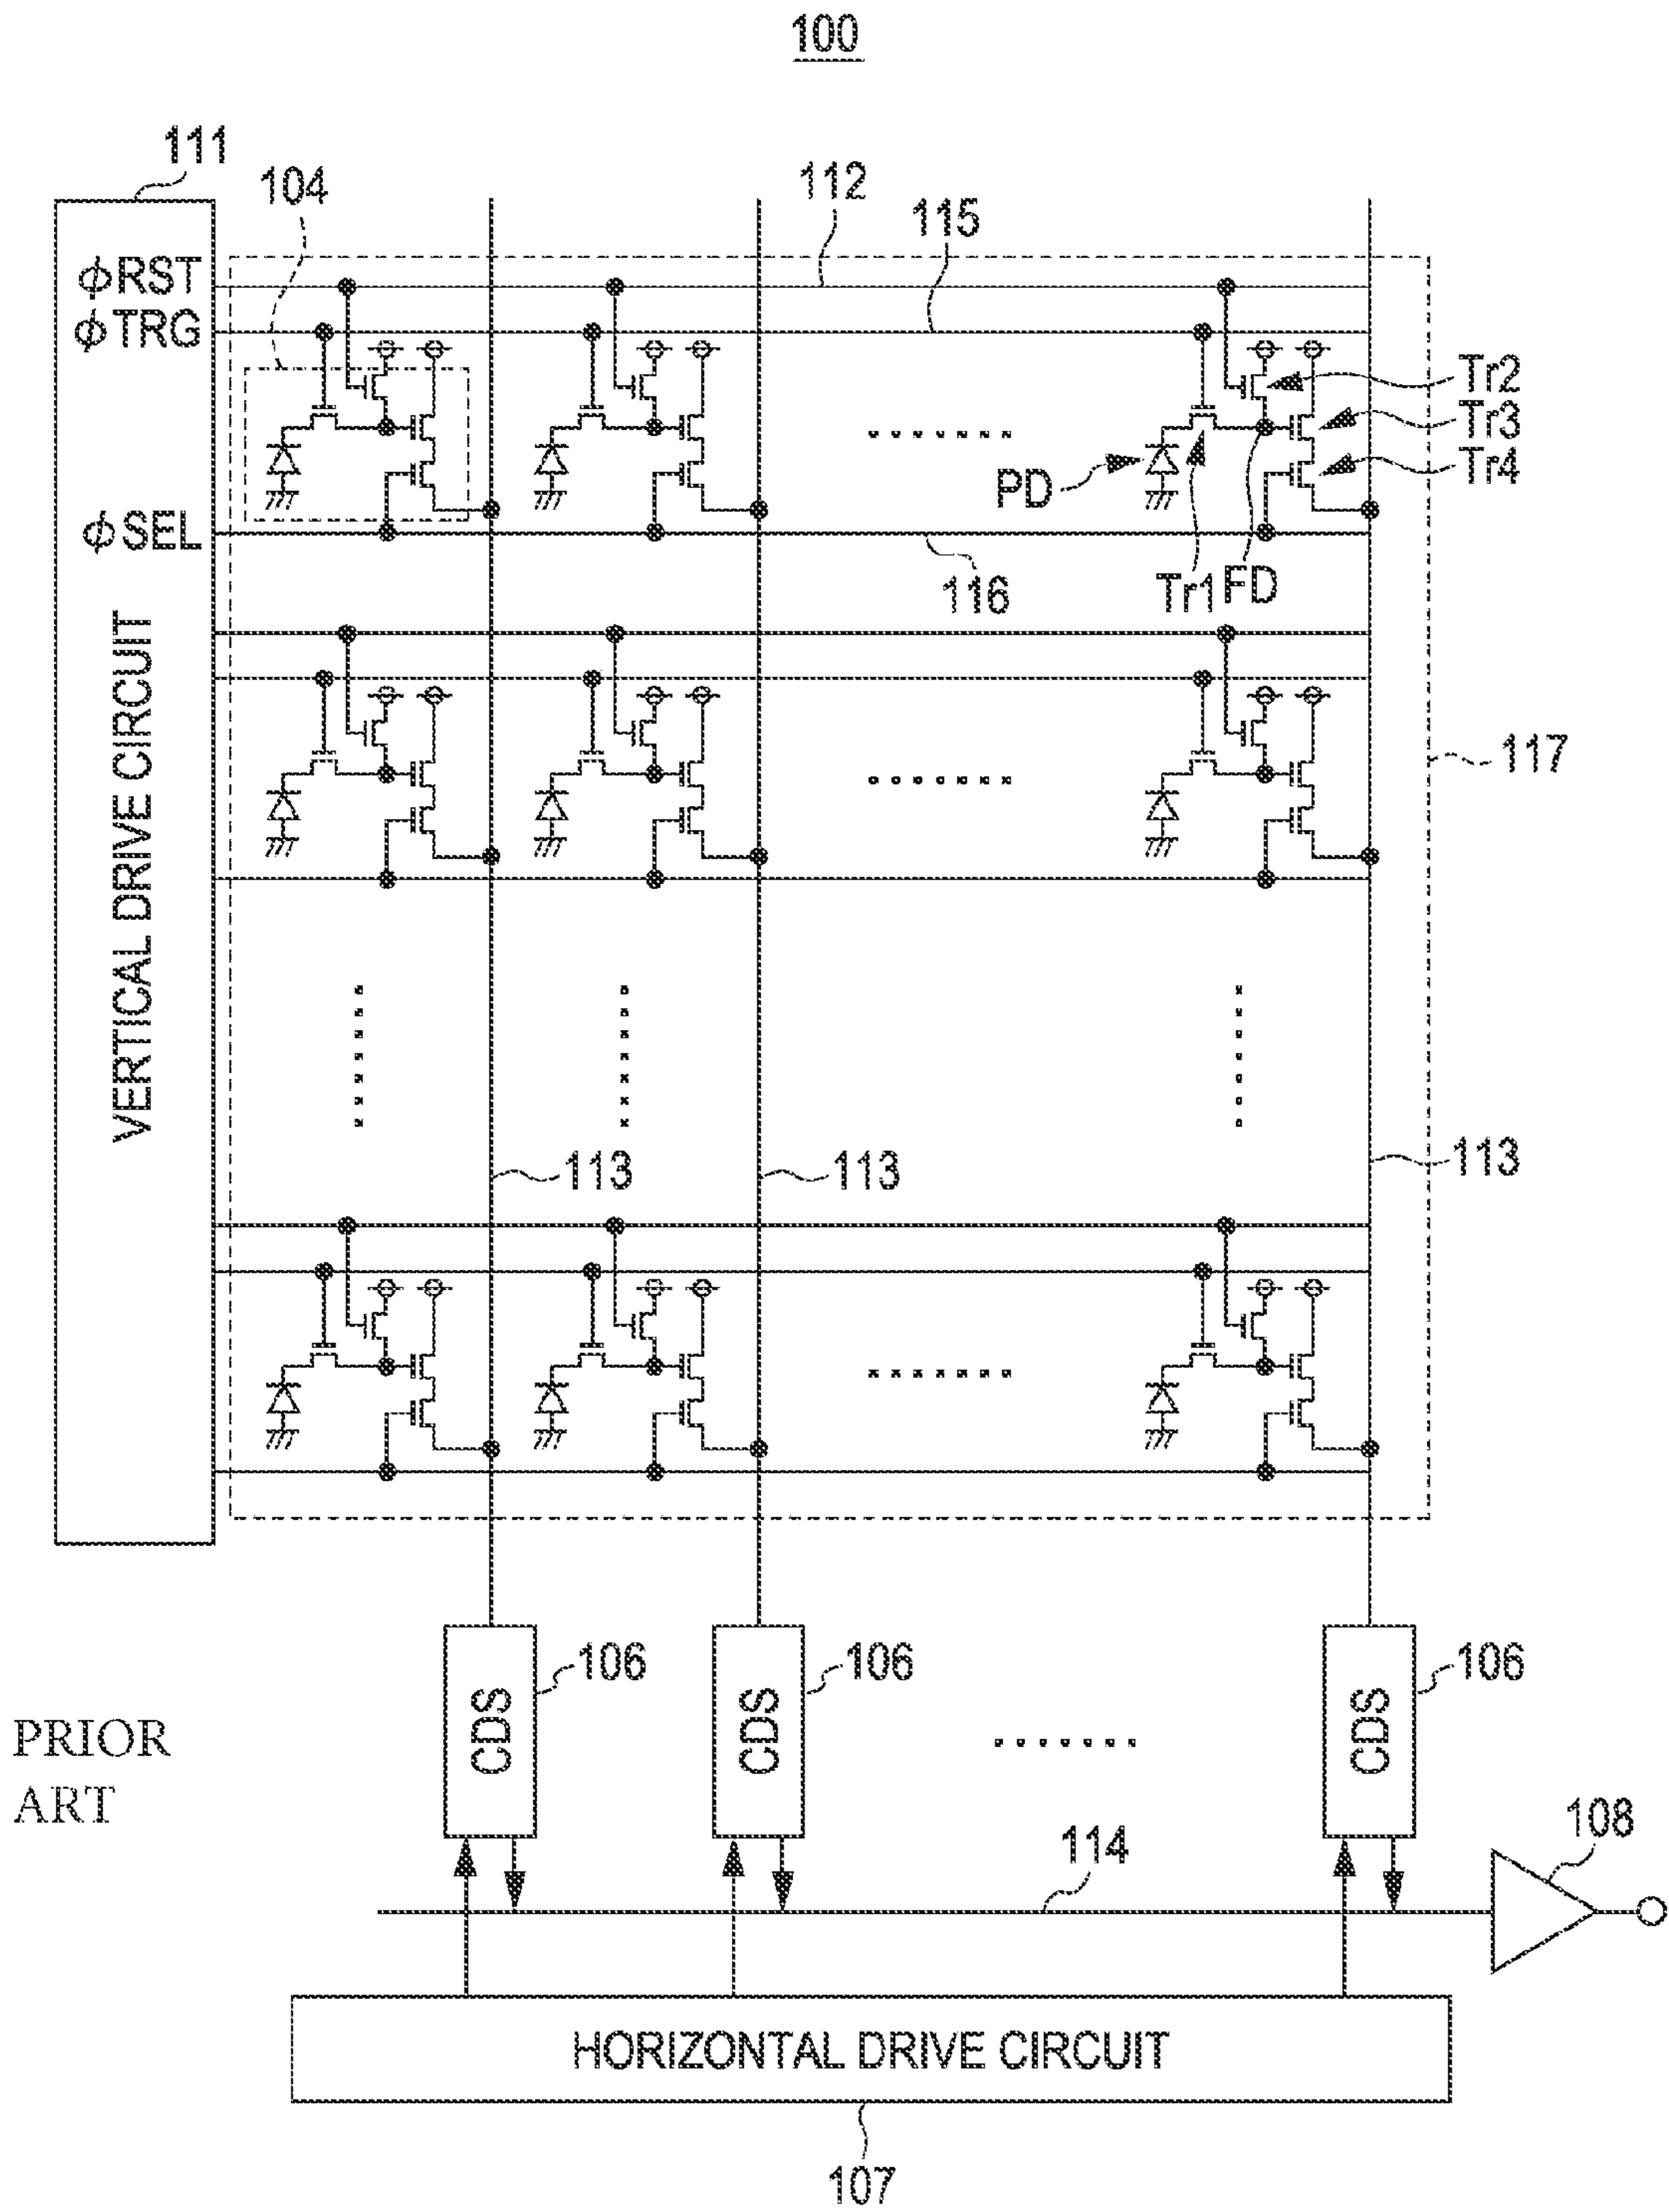 100
111
104
112
115
ϕRST
ϕTRG
ϕSEL
Tr2
Tr3
Tr4
PD
Tr1
FD
116
117
VERTICAL DRIVE CIRCUIT
113
113
113
106
106
106
CDS
CDS
CDS
PRIOR
ART
114
108
HORIZONTAL DRIVE CIRCUIT
107